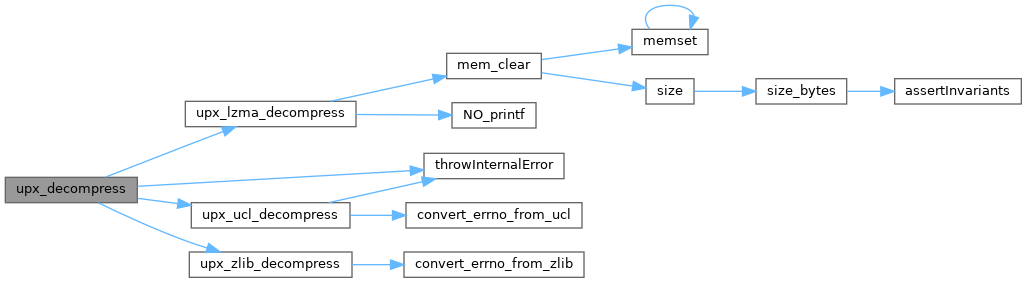 memset
mem_clear
size
size_bytes
assertInvariants
upx_lzma_decompress
NO_printf
throwInternalError
upx_decompress
upx_ucl_decompress
convert_errno_from_ucl
upx_zlib_decompress
convert_errno_from_zlib